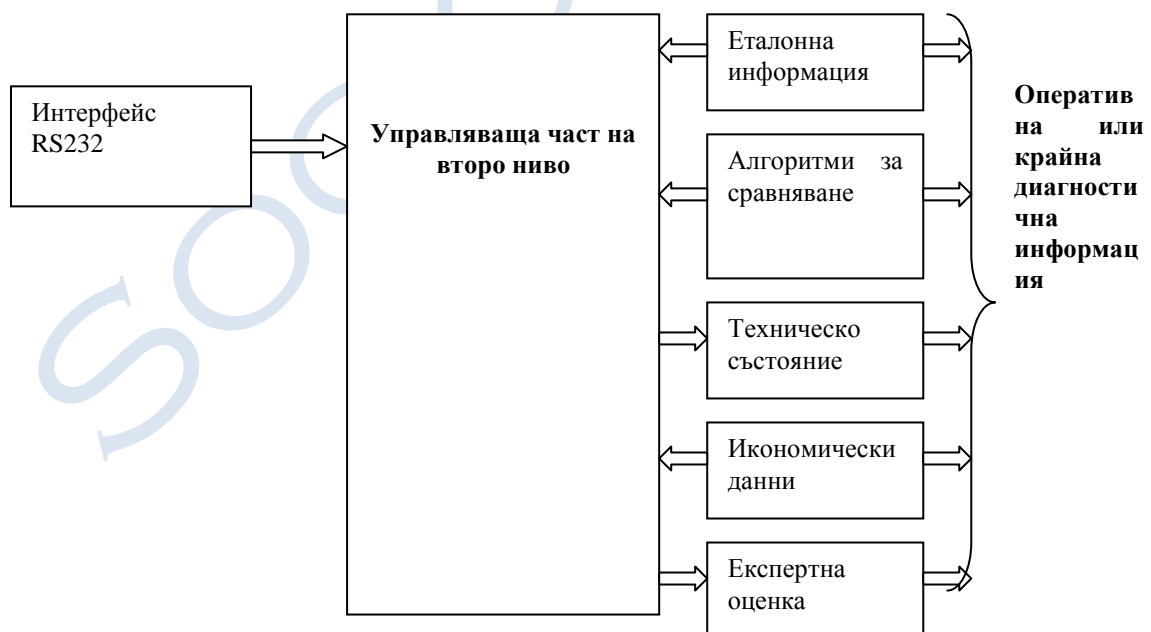 Интерфейс
RS232
Управляваща част на
второ ниво
Еталонна
информация
Алгоритми за
сравняване
Техническо
състояние
Икономически
данни
Експертна
оценка
Оператив
на или
крайна
диагности
чна
информац
ия